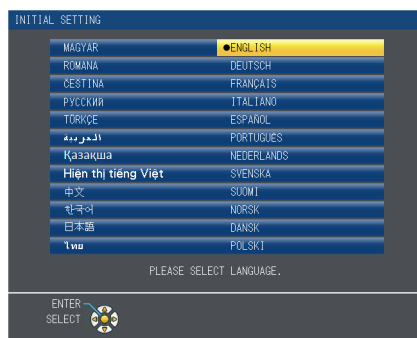 INITIAL SETTING
MAGYAR ●ENGLISH
ROMÂNA DEUTSCH
ČEŠTINA FRANÇAIS
РУССКИЙ ITALIANO
TÜRKÇE ESPAÑOL
العربية PORTUGUÊS
Қазақша NEDERLANDS
Hiện thị tiếng Việt SVENSKA
中文 SUOMI
한국어 NORSK
日本語 DANSK
ไทย POLSKI
PLEASE SELECT LANGUAGE.
ENTER
SELECT